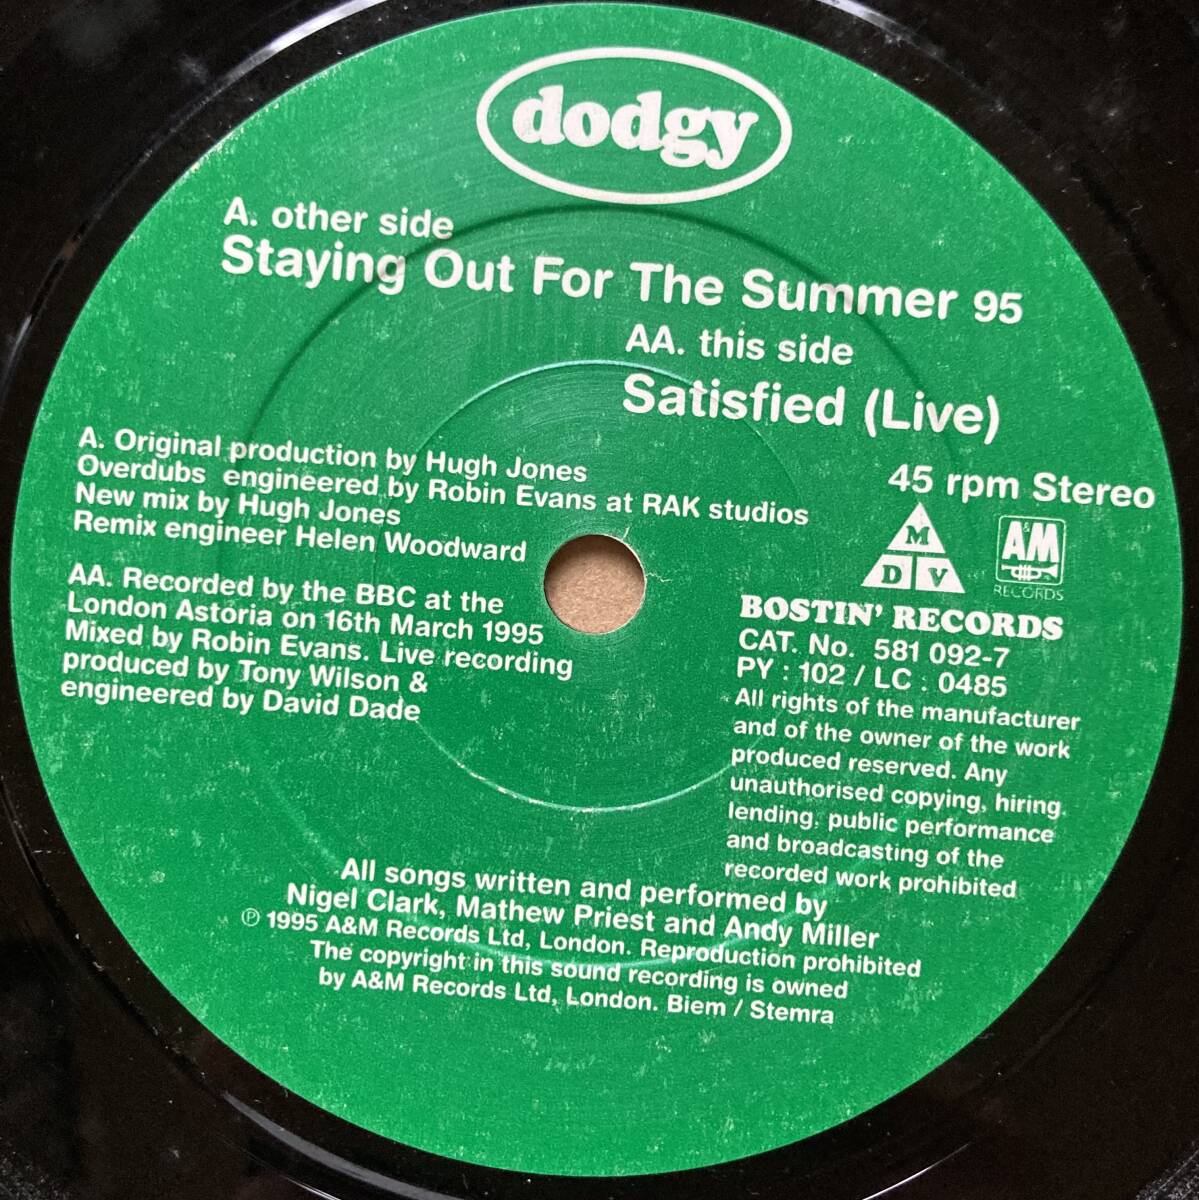 dodgy
A. other side
Staying Out For The Summer 95
AA. this side
Satisfied (Live)
A. Original production by Hugh Jones
Overdubs engineered by Robin Evans at RAK studios
New mix by Hugh Jones
Remix engineer Helen Woodward
AA. Recorded by the BBC at the
London Astoria on 16th March 1995
Mixed by Robin Evans. Live recording
produced by Tony Wilson &
engineered by David Dade
45 rpm Stereo
M
D V
A&M
RECORDS
BOSTIN' RECORDS
CAT. No. 581 092-7
PY : 102 / LC : 0485
All rights of the manufacturer
and of the owner of the work
produced reserved. Any
unauthorised copying, hiring,
lending, public performance
and broadcasting of the
recorded work prohibited
All songs written and performed by
Nigel Clark, Mathew Priest and Andy Miller
℗ 1995 A&M Records Ltd, London. Reproduction prohibited
The copyright in this sound recording is owned
by A&M Records Ltd, London. Biem / Stemra